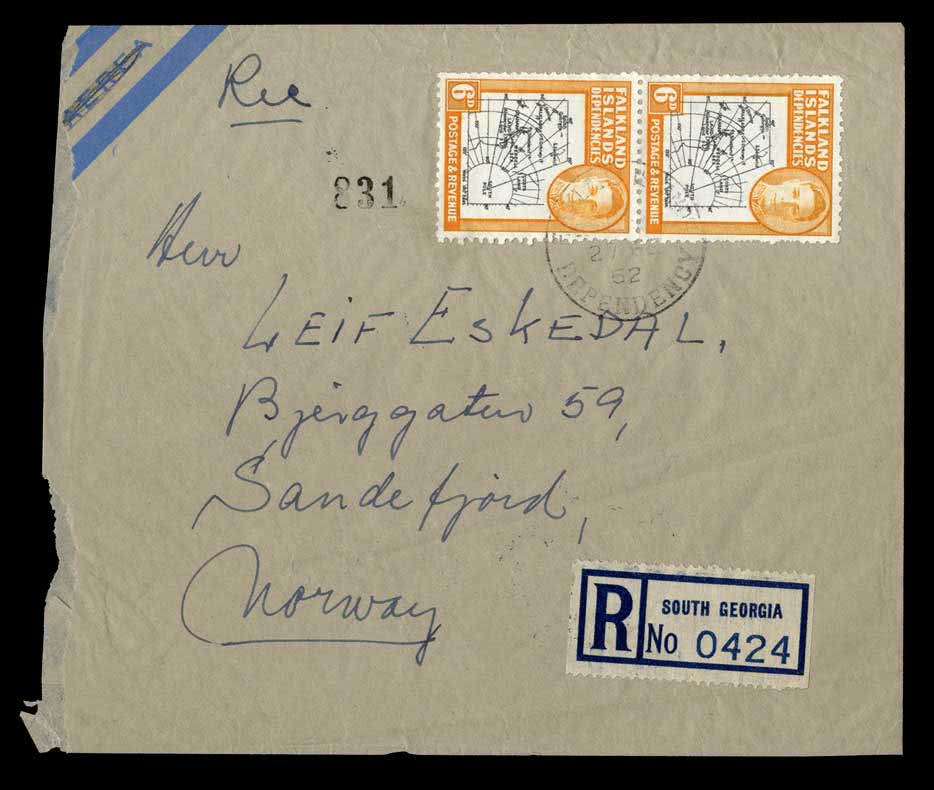 AEREA
Rec
831
6D
FALKLAND
ISLANDS
DEPENDENCIES
POSTAGE & REVENUE
6D
FALKLAND
ISLANDS
DEPENDENCIES
POSTAGE & REVENUE
52
DEPENDENCY
Herr
LEIF ESKEDAL,
Bjerggaten 59,
Sandefjord,
Norway
R
SOUTH GEORGIA
No 0424